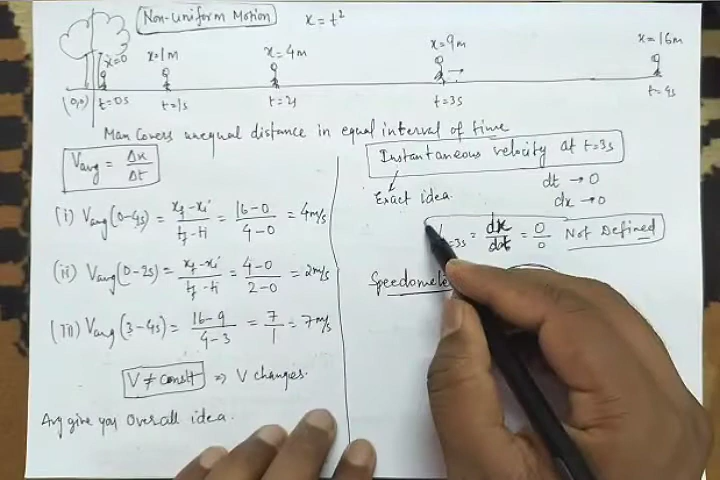 Non-Uniform Motion x = t²
x=0 x=1m x=4m x=9m x=16m
(0,0) t=0s t=1s t=2s t=3s t=4s
Man Covers unequal distance in equal interval of time
Vavg = Δx/Δt
(i) Vavg(0-4s) = xf-xi/tf-ti = 16-0/4-0 = 4m/s
(ii) Vavg(0-2s) = xf-xi/tf-ti = 4-0/2-0 = 2m/s
(iii) Vavg(3-4s) = 16-9/4-3 = 7/1 = 7m/s
V ≠ const ⇒ V changes.
Avg give you overall idea.
Instantaneous velocity at t=3s
Exact idea.
dt → 0
dx → 0
=3s = dx/dt = 0/0 Not Defined